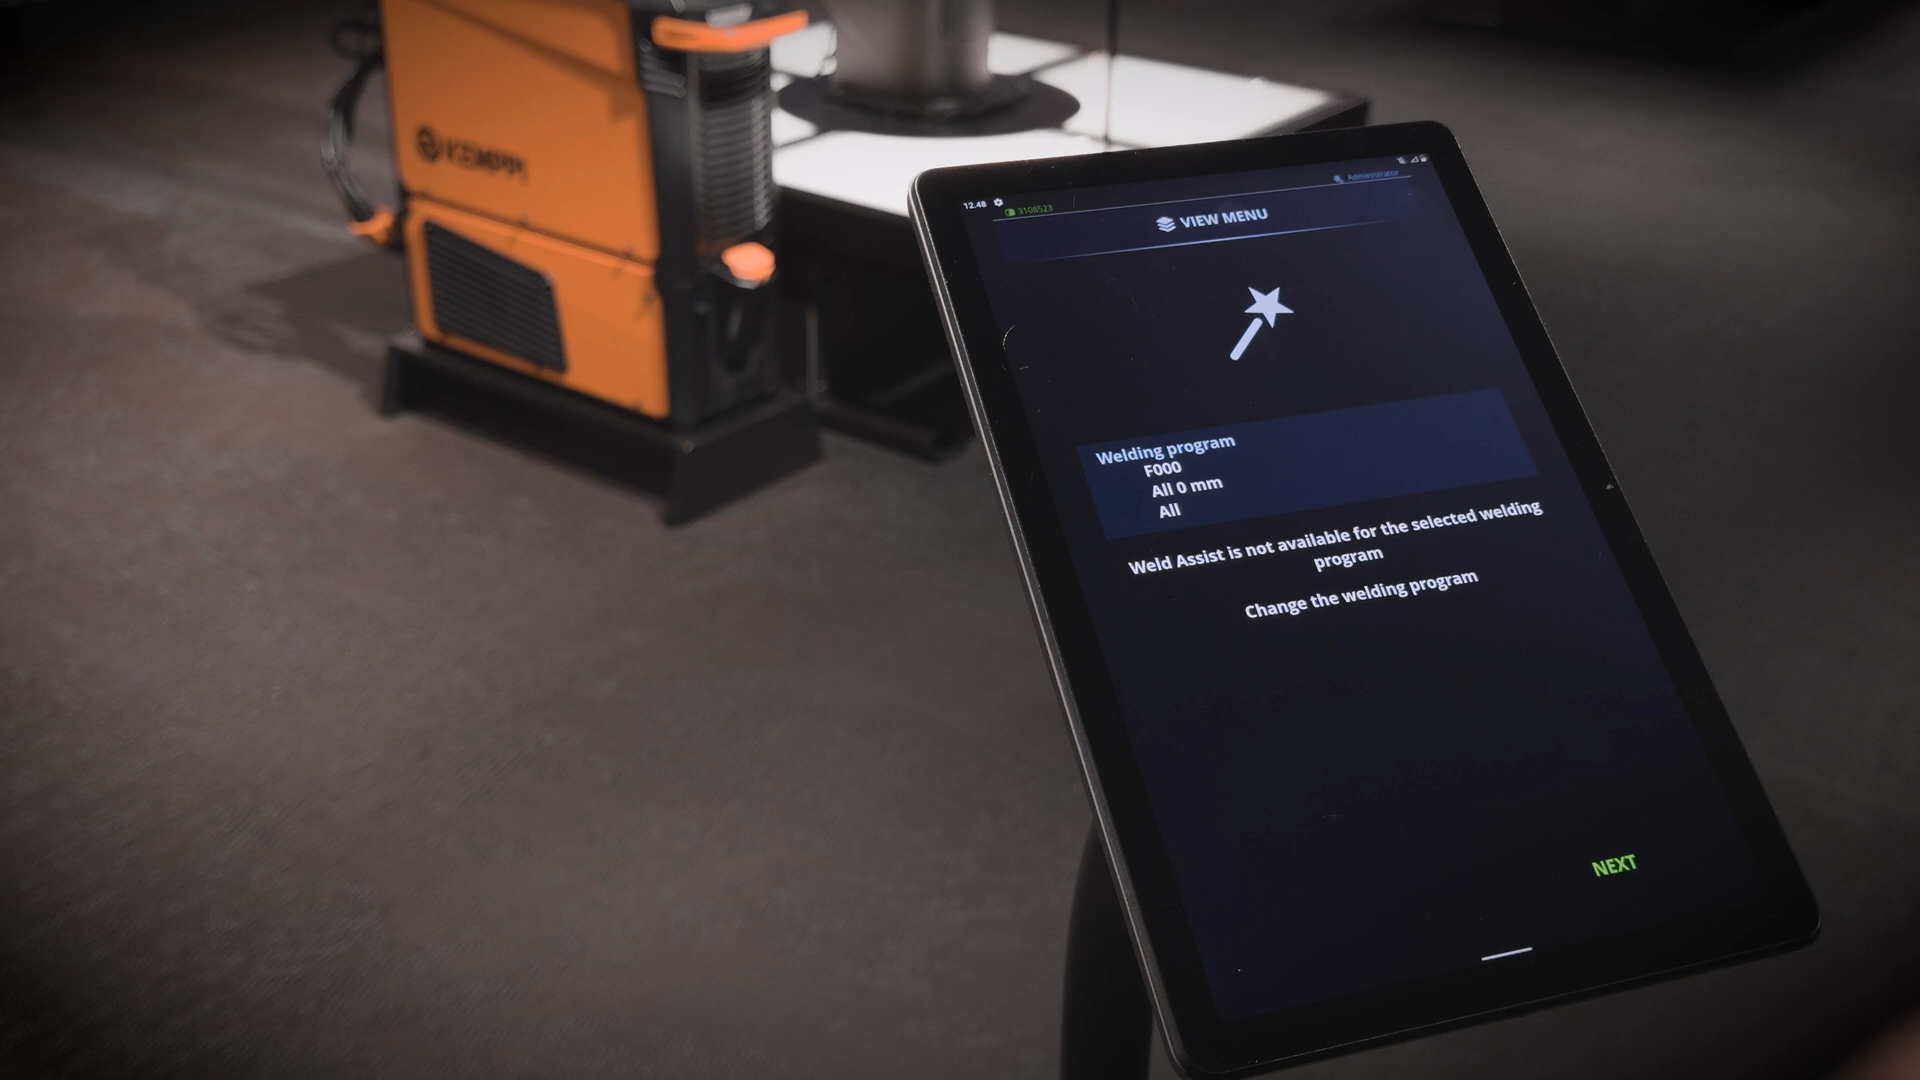 KEMPPI
12.48
3108523
Administrator
VIEW MENU
Welding program
F000
All 0 mm
All
Weld Assist is not available for the selected welding
program
Change the welding program
NEXT